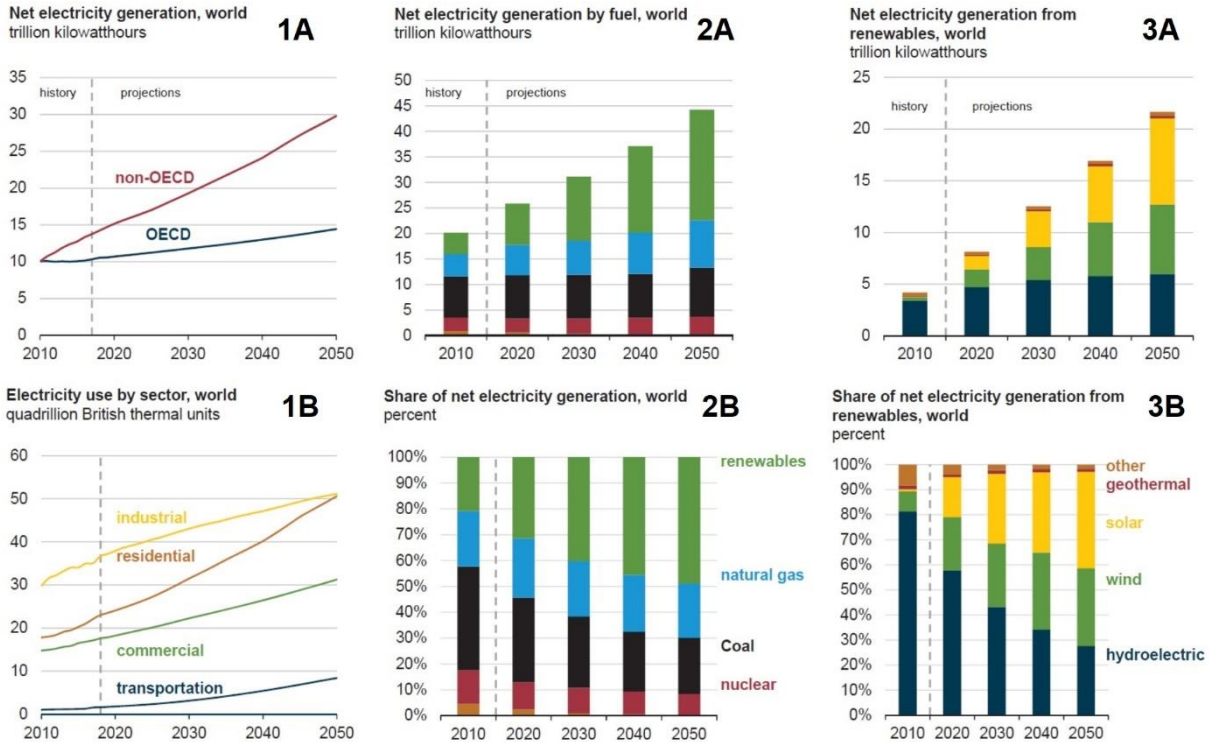 Net electricity generation, world
trillion kilowatthours
1A
35
history
projections
30
25
non-OECD
20
15
OECD
10
5
0
2010 2020 2030 2040 2050
Net electricity generation by fuel, world
trillion kilowatthours
2A
50
history
projections
45
40
35
30
25
20
15
10
5
0
2010 2020 2030 2040 2050
Net electricity generation from
renewables, world
trillion kilowatthours
3A
25
history
projections
20
15
10
5
0
2010 2020 2030 2040 2050
Electricity use by sector, world
quadrillion British thermal units
1B
60
50
industrial
40
residential
30
20
commercial
10
transportation
0
2010 2020 2030 2040 2050
Share of net electricity generation, world
percent
2B
100%
renewables
90%
80%
70%
60%
natural gas
50%
40%
30%
Coal
20%
nuclear
10%
0%
2010 2020 2030 2040 2050
Share of net electricity generation from
renewables, world
percent
3B
100%
other
geothermal
90%
80%
solar
70%
60%
50%
wind
40%
30%
hydroelectric
20%
10%
0%
2010 2020 2030 2040 2050